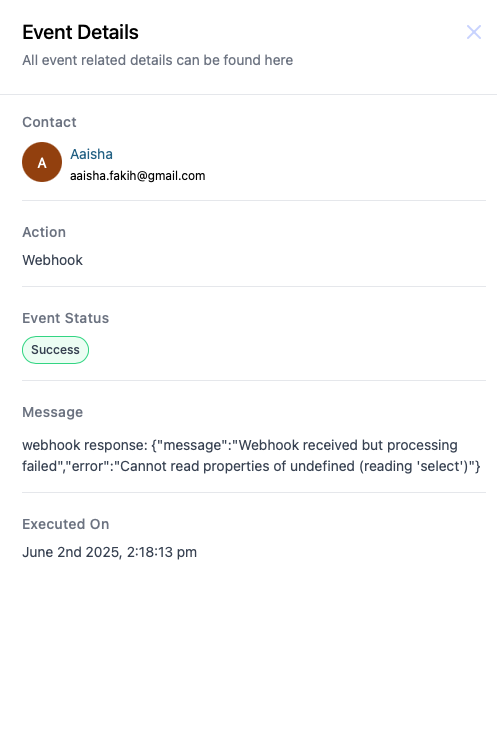 Event Details
All event related details can be found here
Contact
A
Aaisha
aaisha.fakih@gmail.com
Action
Webhook
Event Status
Success
Message
webhook response: {"message":"Webhook received but processing
failed","error":"Cannot read properties of undefined (reading 'select')"}
Executed On
June 2nd 2025, 2:18:13 pm